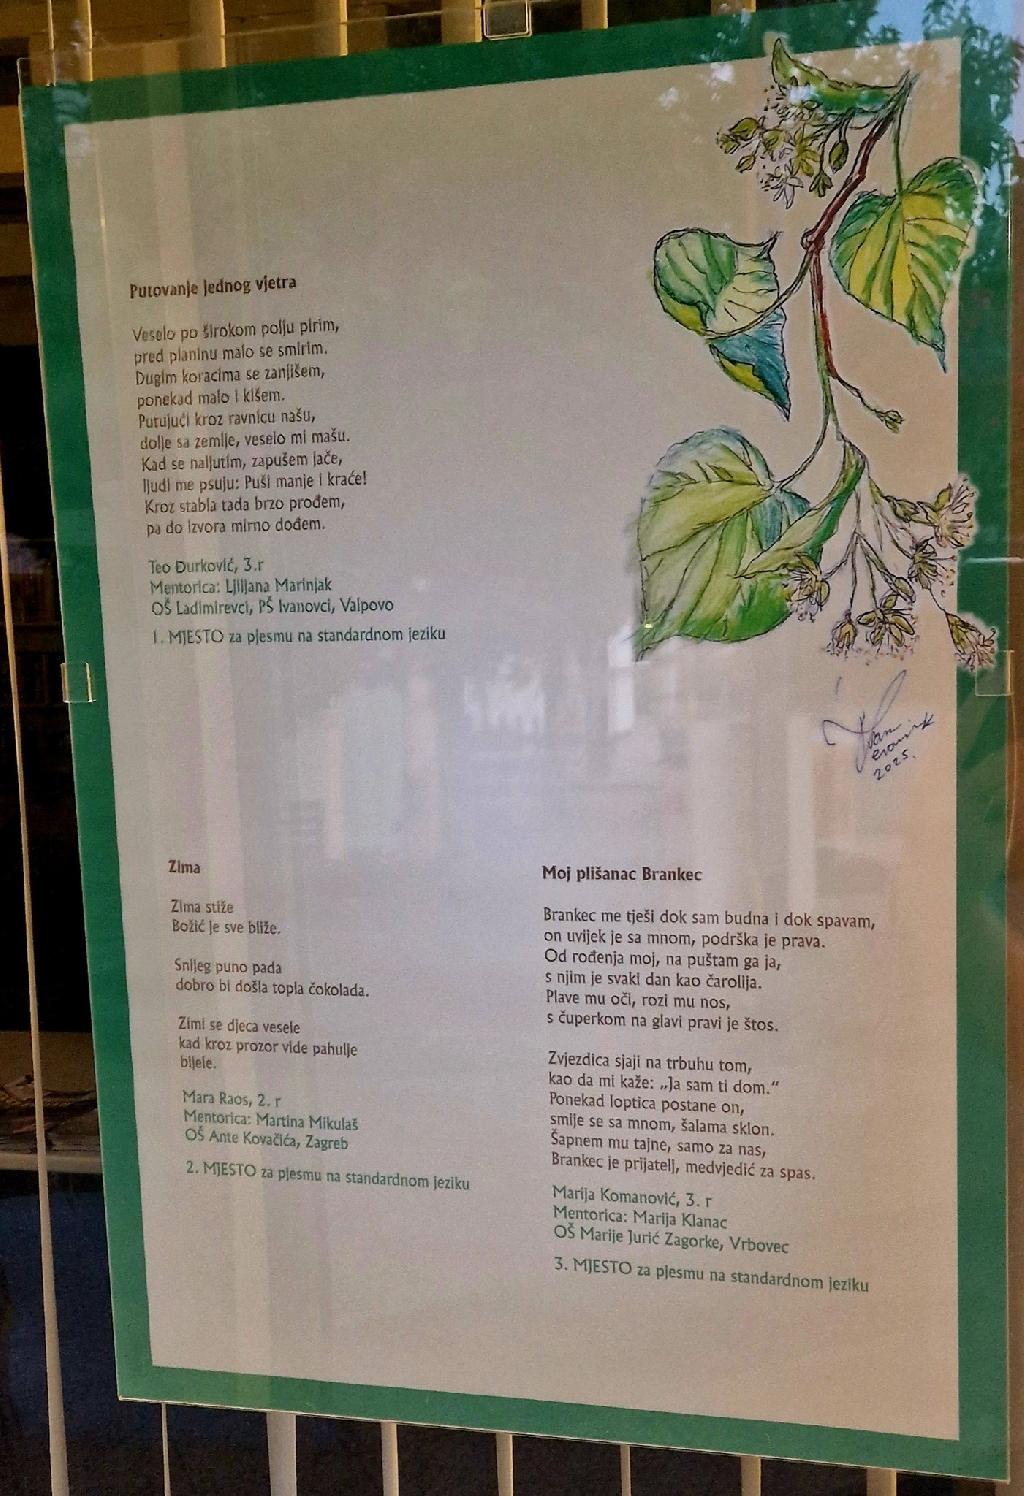 Putovanje jednog vjetra
Veselo po širokom polju pirim,
pred planinu malo se smirim.
Dugim koracima se zanjišem,
ponekad malo i kišem.
Putujući kroz ravnicu našu,
dolje sa zemlje, veselo mi mašu.
Kad se naljutim, zapušem jače,
ljudi me psuju: Puši manje i kraće!
Kroz stabla tada brzo prođem,
pa do izvora mirno dođem.
Teo Đurković, 3.r
Mentorica: Ljiljana Marinjak
OŠ Ladimirevci, PŠ Ivanovci, Valpovo
1. MJESTO za pjesmu na standardnom jeziku
2025.
Zima
Zima stiže
Božić je sve bliže.
Snijeg puno pada
dobro bi došla topla čokolada.
Zimi se djeca vesele
kad kroz prozor vide pahulje
bijele.
Mara Raos, 2. r
Mentorica: Martina Mikulaš
OŠ Ante Kovačića, Zagreb
2. MJESTO za pjesmu na standardnom jeziku
Moj plišanac Brankec
Brankec me tješi dok sam budna i dok spavam,
on uvijek je sa mnom, podrška je prava.
Od rođenja moj, na puštam ga ja,
s njim je svaki dan kao čarolija.
Plave mu oči, rozi mu nos,
s čuperkom na glavi pravi je štos.
Zvjezdica sjaji na trbuhu tom,
kao da mi kaže: „Ja sam ti dom.“
Ponekad loptica postane on,
smije se sa mnom, šalama sklon.
Šapnem mu tajne, samo za nas,
Brankec je prijatelj, medvjedić za spas.
Marija Komanović, 3. r
Mentorica: Marija Klanac
OŠ Marije Jurić Zagorke, Vrbovec
3. MJESTO za pjesmu na standardnom jeziku